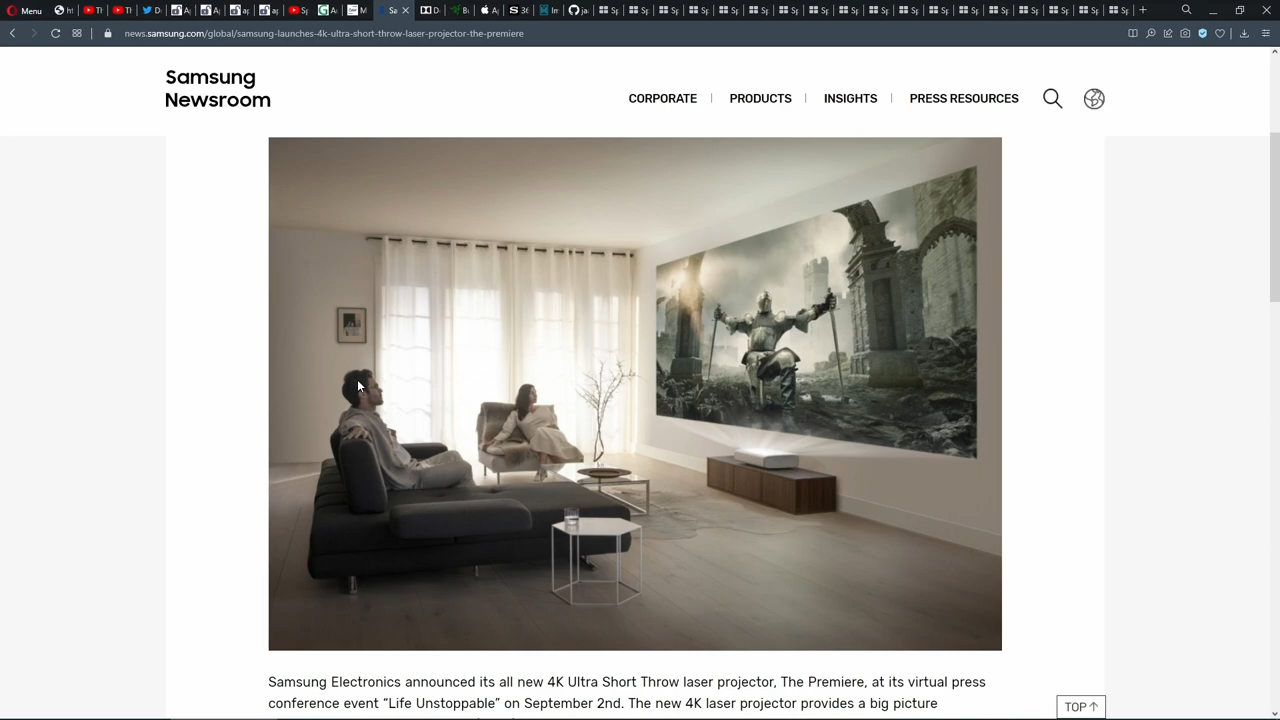 Menu
news.samsung.com/global/samsung-launches-4k-ultra-short-throw-laser-projector-the-premiere
Samsung
Newsroom
CORPORATE
PRODUCTS
INSIGHTS
PRESS RESOURCES
Samsung Electronics announced its all new 4K Ultra Short Throw laser projector, The Premiere, at its virtual press
conference event “Life Unstoppable” on September 2nd. The new 4K laser projector provides a big picture
TOP